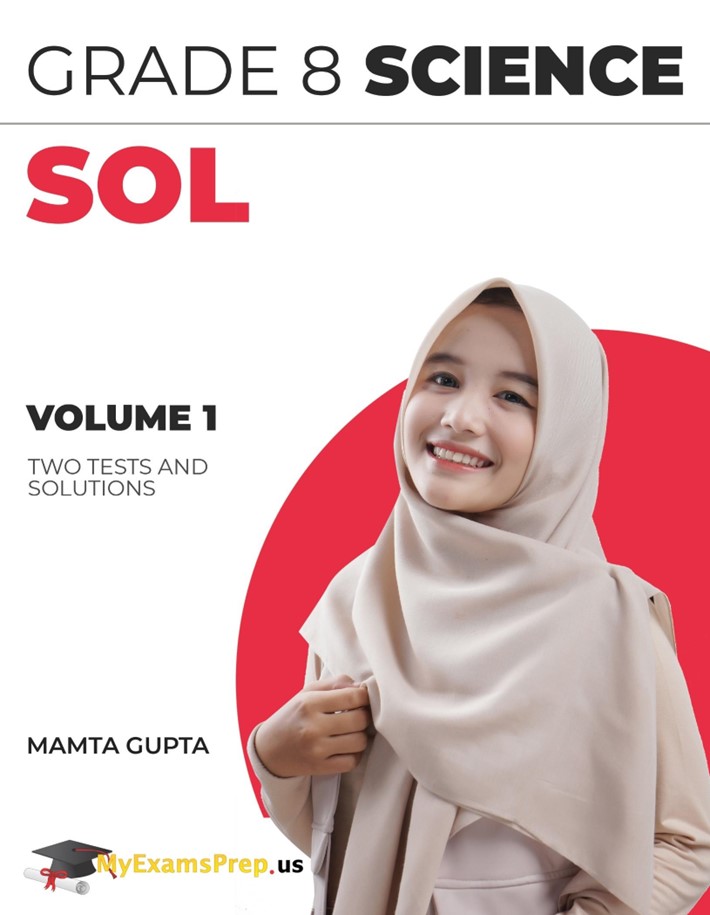 GRADE 8 SCIENCE
SOL
VOLUME 1
TWO TESTS AND
SOLUTIONS
MAMTA GUPTA
MyExamsPrep.us